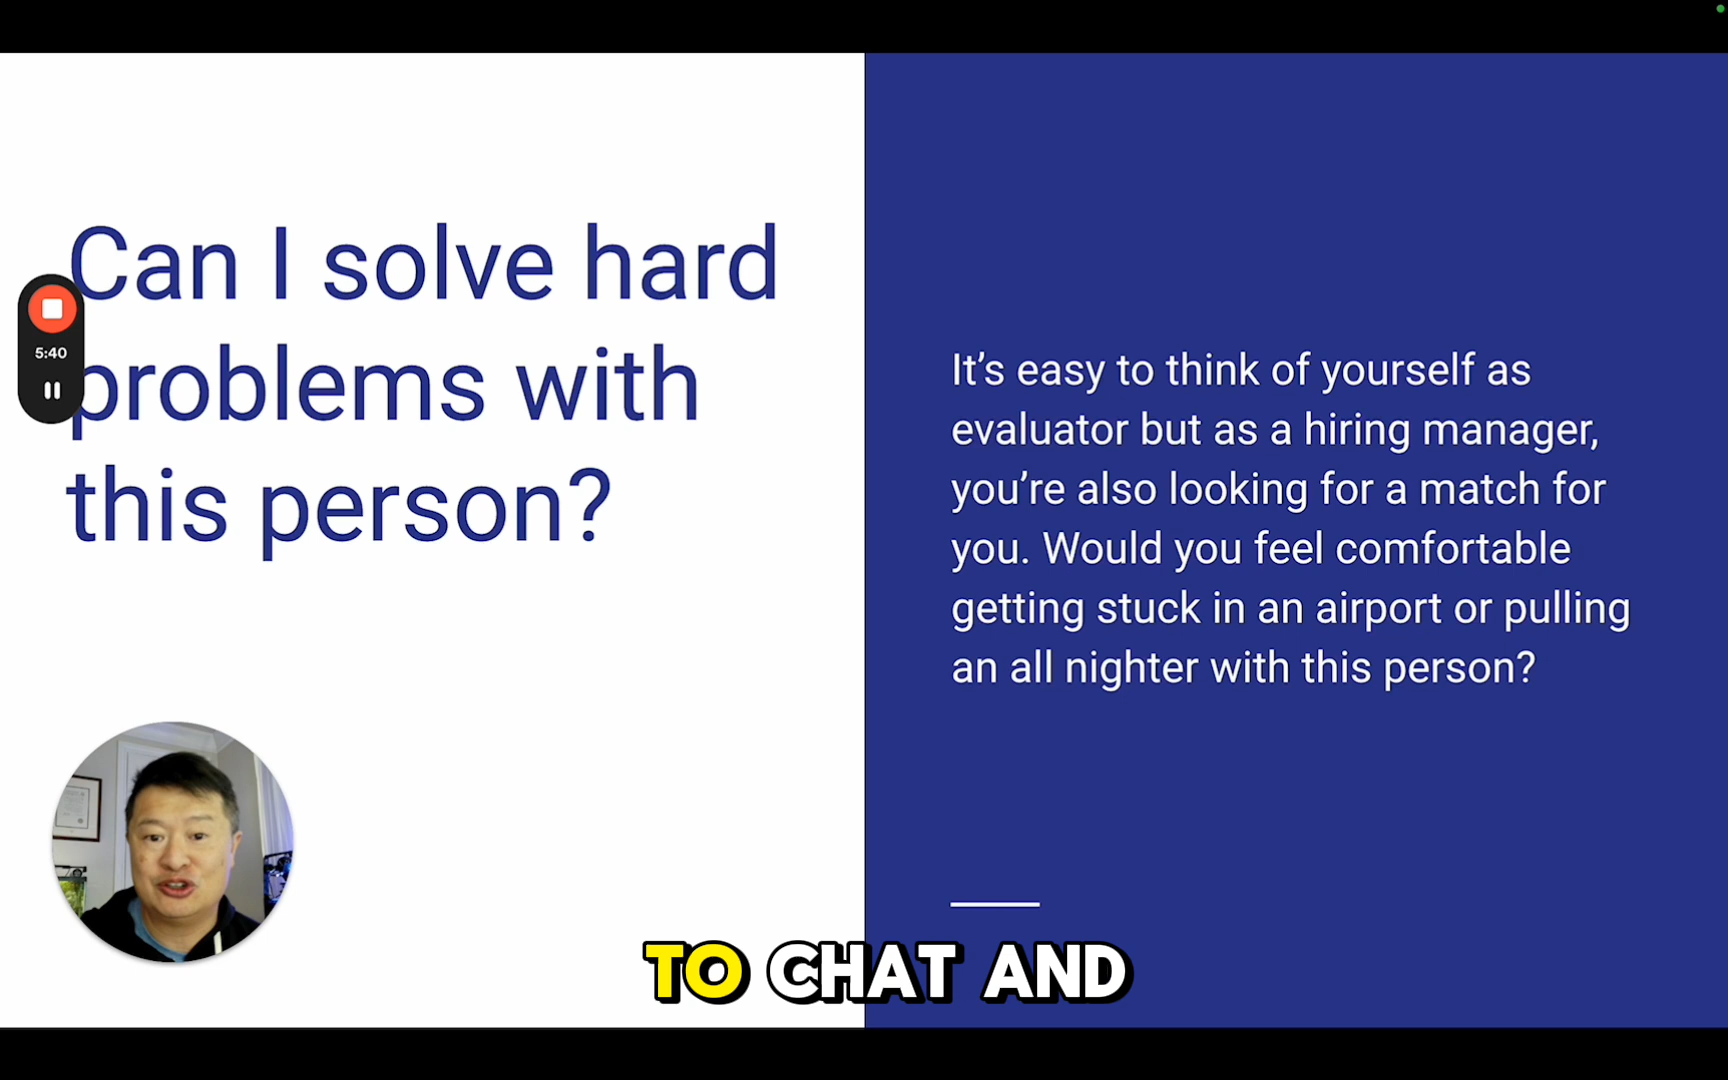 Can I solve hard
problems with
this person?
5:40
It’s easy to think of yourself as
evaluator but as a hiring manager,
you’re also looking for a match for
you. Would you feel comfortable
getting stuck in an airport or pulling
an all nighter with this person?
TO CHAT AND